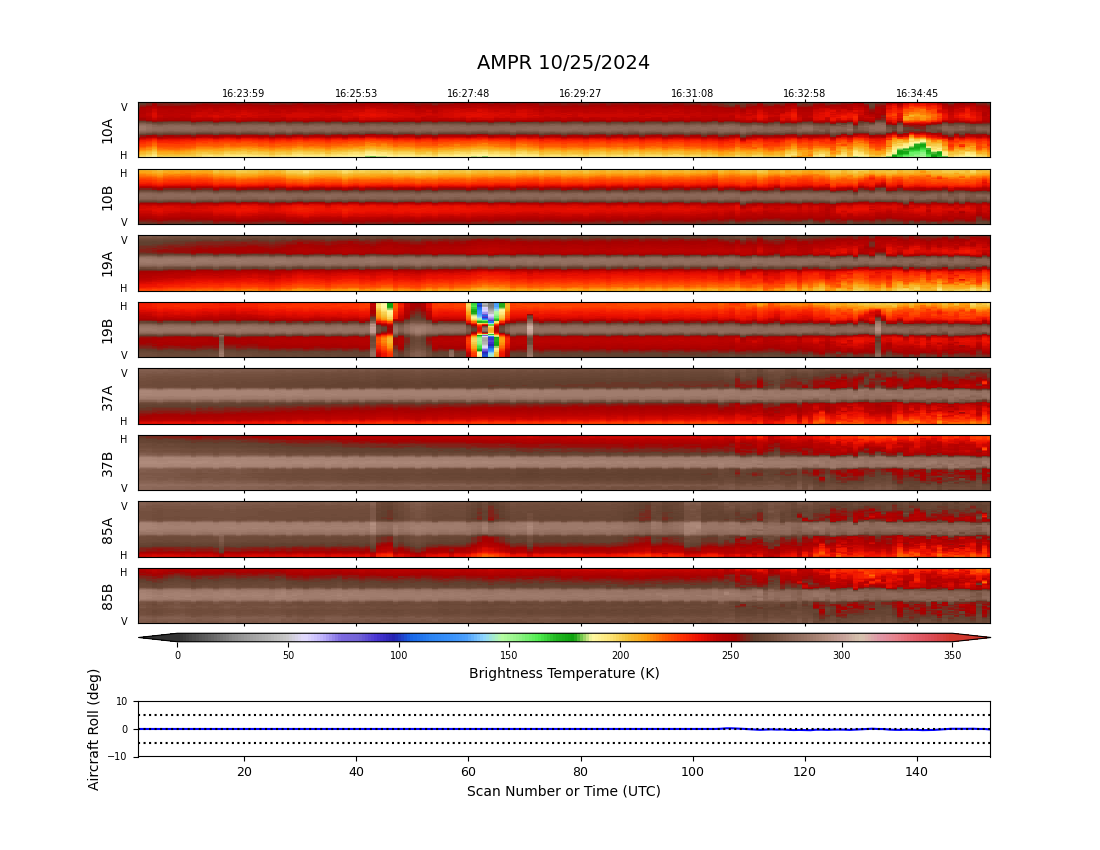 AMPR 10/25/2024
16:23:59 16:25:53 16:27:48 16:29:27 16:31:08 16:32:58 16:34:45
V
10A
H
H
10B
V
V
19A
H
H
19B
V
V
37A
H
H
37B
V
V
85A
H
H
85B
V
0 50 100 150 200 250 300 350
Brightness Temperature (K)
Aircraft Roll (deg)
10
0
−10
20 40 60 80 100 120 140
Scan Number or Time (UTC)